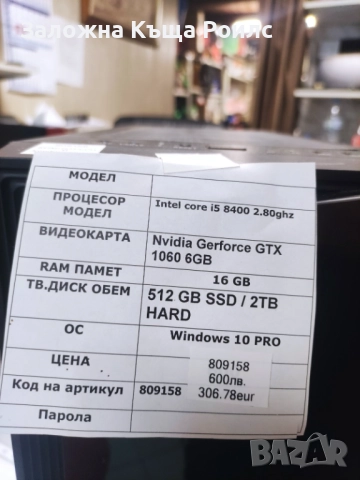 Заложна Къща Роялс
МОДЕЛ
ПРОЦЕСОР МОДЕЛ Intel core i5 8400 2.80ghz
ВИДЕОКАРТА Nvidia Gerforce GTX 1060 6GB
RAM ПАМЕТ 16 GB
ТВ.ДИСК ОБЕМ 512 GB SSD / 2TB HARD
ОС Windows 10 PRO
ЦЕНА 809158
600лв.
Код на артикул 809158 306.78eur
Парола
BAZAR